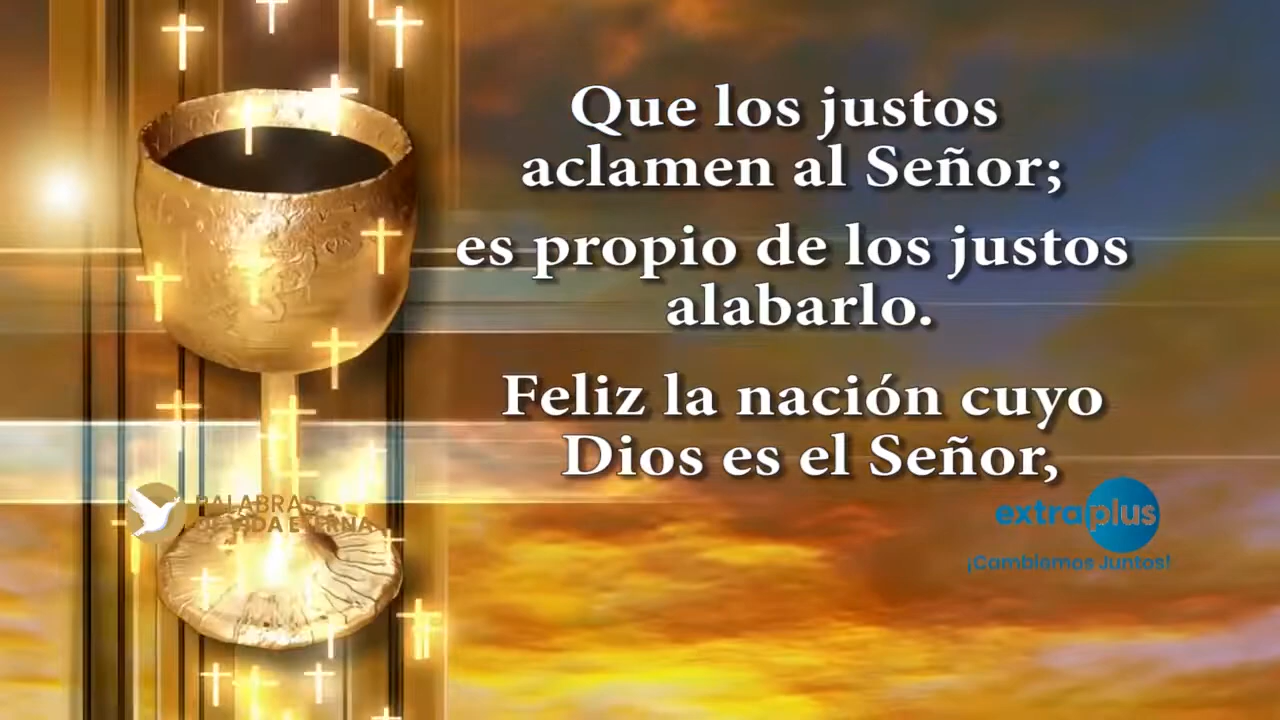 Que los justos
aclamen al Señor;
es propio de los justos
alabarlo.
Feliz la nación cuyo
Dios es el Señor,
PALABRAS
DE VIDA ETERNA
extraplus
¡Cambiemos Juntos!